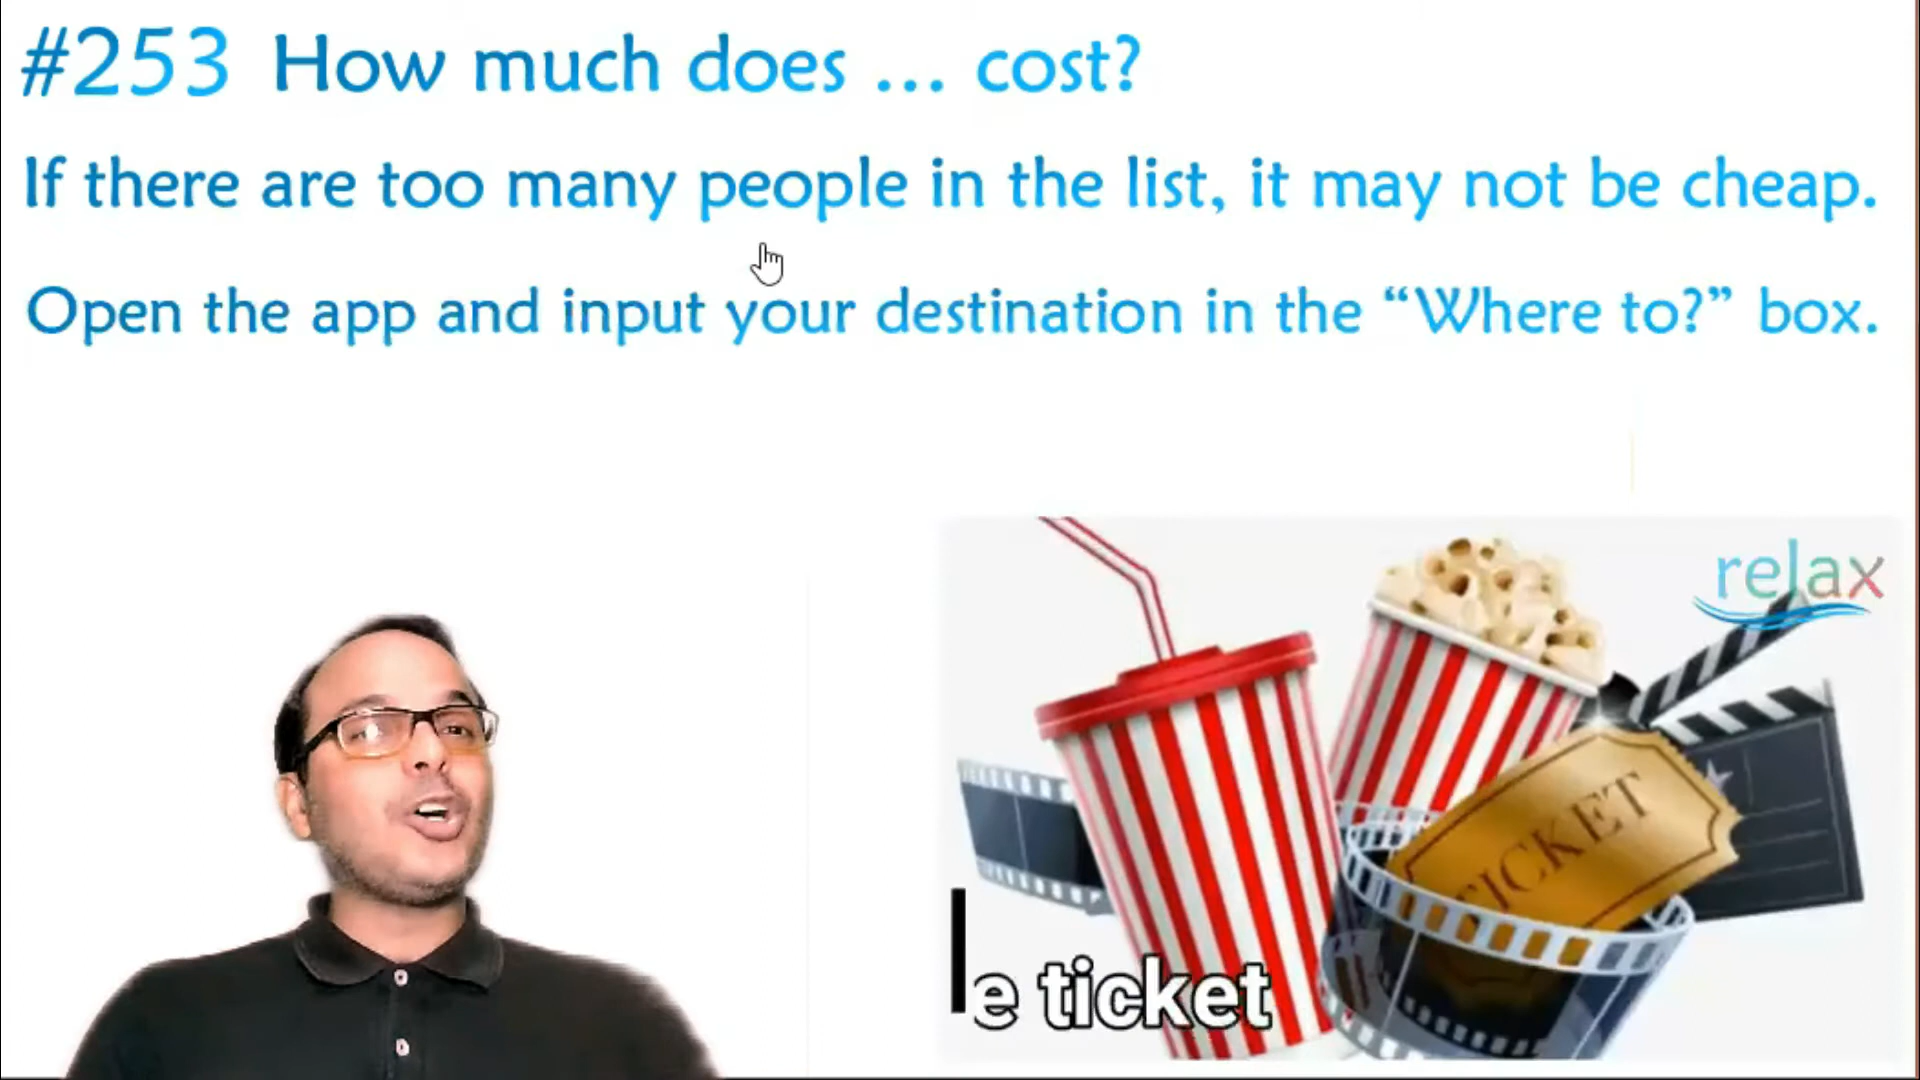 #253 How much does ... cost?
If there are too many people in the list, it may not be cheap.
Open the app and input your destination in the “Where to?” box.
relax
TICKET
e ticket